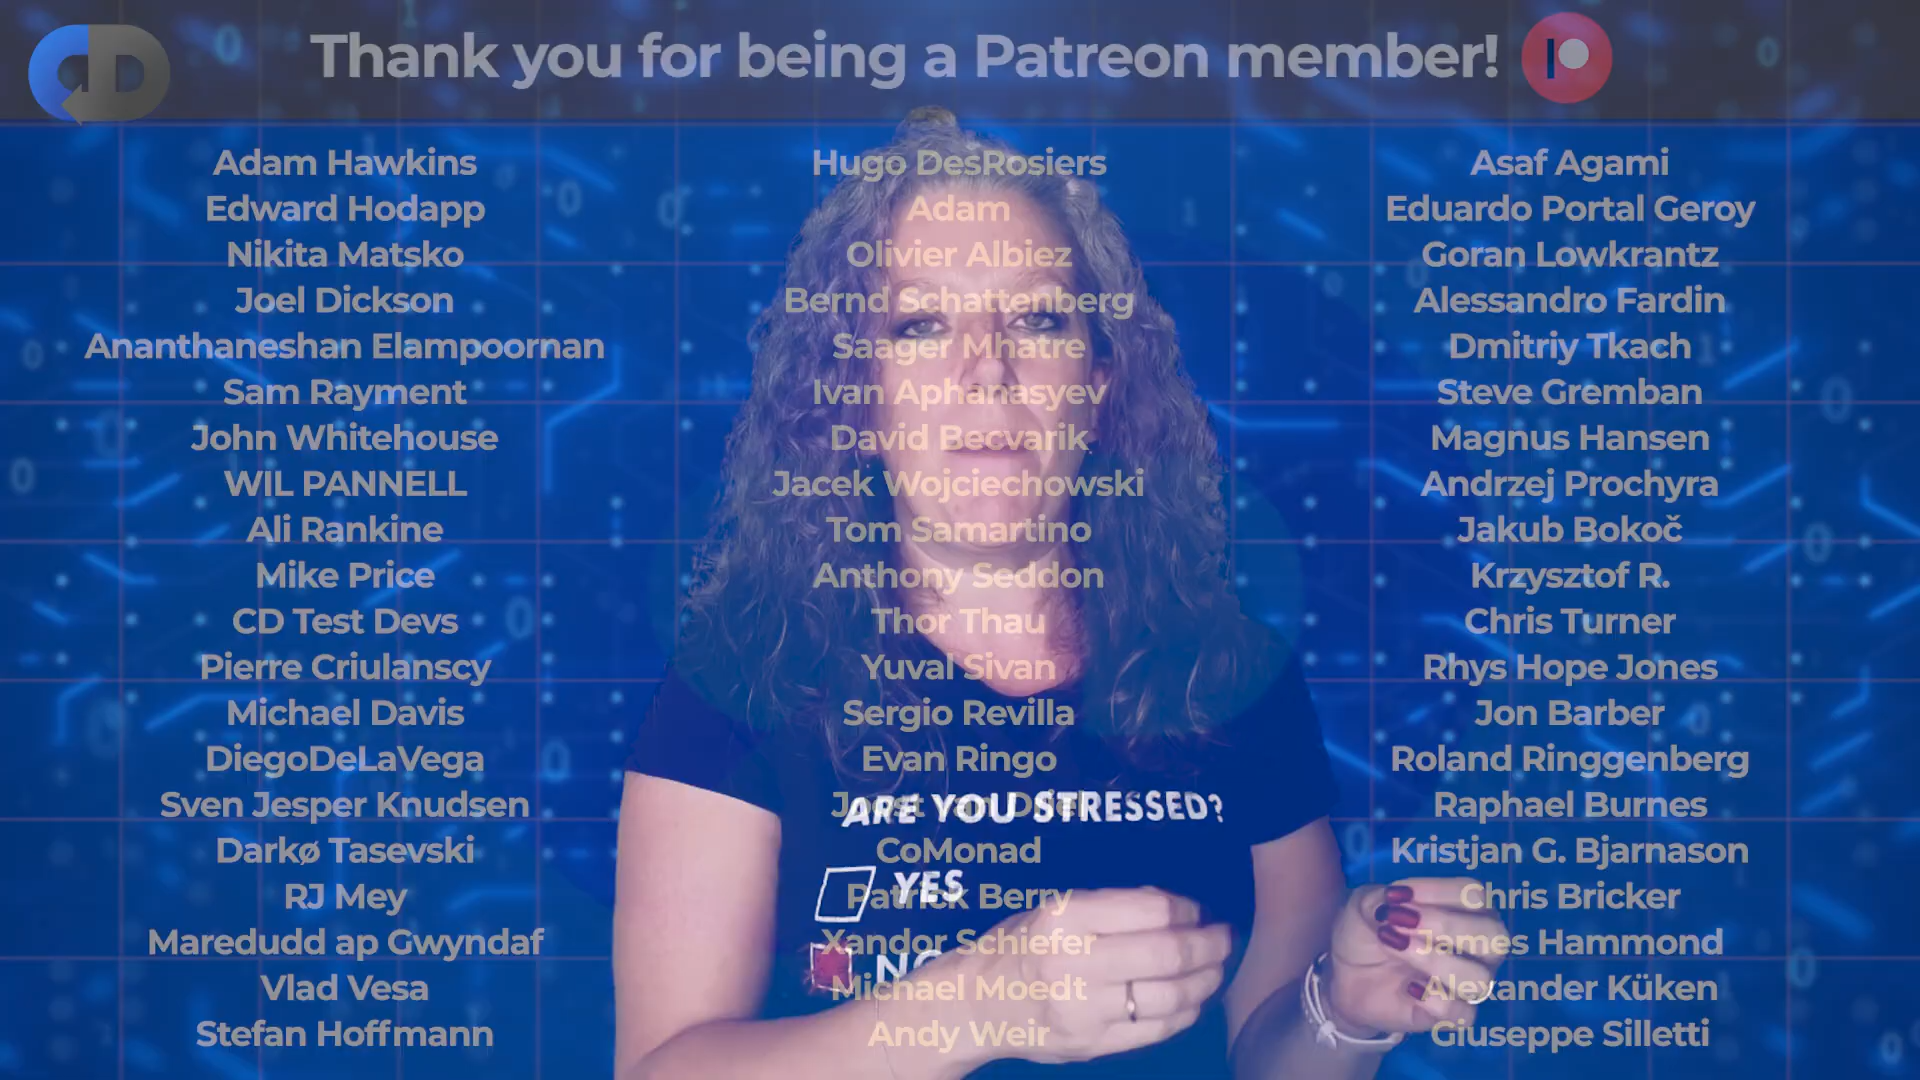 Thank you for being a Patreon member!
Adam Hawkins
Edward Hodapp
Nikita Matsko
Joel Dickson
Ananthaneshan Elampoornan
Sam Rayment
John Whitehouse
WIL PANNELL
Ali Rankine
Mike Price
CD Test Devs
Pierre Criulanscy
Michael Davis
DiegoDeLaVega
Sven Jesper Knudsen
Darkø Tasevski
RJ Mey
Maredudd ap Gwyndaf
Vlad Vesa
Stefan Hoffmann
Hugo DesRosiers
Adam
Olivier Albiez
Bernd Schattenberg
Saager Mhatre
Ivan Aphanasyev
David Becvarik
Jacek Wojciechowski
Tom Samartino
Anthony Seddon
Thor Thau
Yuval Sivan
Sergio Revilla
Evan Ringo
CoMonad
Patrick Berry
Xandor Schiefer
Michael Moedt
Andy Weir
Asaf Agami
Eduardo Portal Geroy
Goran Lowkrantz
Alessandro Fardin
Dmitriy Tkach
Steve Gremban
Magnus Hansen
Andrzej Prochyra
Jakub Bokoč
Krzysztof R.
Chris Turner
Rhys Hope Jones
Jon Barber
Roland Ringgenberg
Raphael Burnes
Kristjan G. Bjarnason
Chris Bricker
James Hammond
Alexander Küken
Giuseppe Silletti
ARE YOU STRESSED?
YES
NO